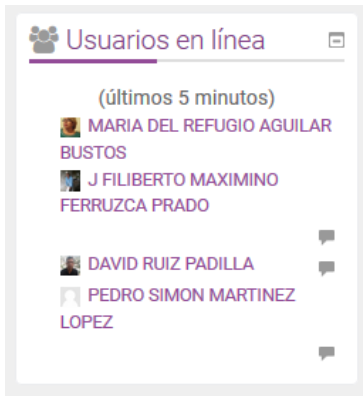 Usuarios en línea
(últimos 5 minutos)
MARIA DEL REFUGIO AGUILAR
BUSTOS
J FILIBERTO MAXIMINO
FERRUZCA PRADO
DAVID RUIZ PADILLA
PEDRO SIMON MARTINEZ
LOPEZ